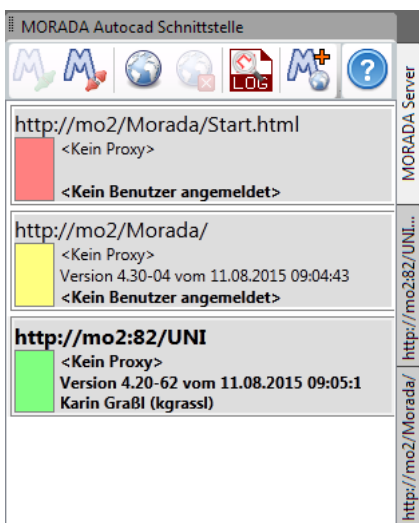 MORADA Autocad Schnittstelle
LOG
?
http://mo2/Morada/Start.html
<Kein Proxy>
<Kein Benutzer angemeldet>
http://mo2/Morada/
<Kein Proxy>
Version 4.30-04 vom 11.08.2015 09:04:43
<Kein Benutzer angemeldet>
http://mo2:82/UNI
<Kein Proxy>
Version 4.20-62 vom 11.08.2015 09:05:1
Karin Graßl (kgrassl)
MORADA Server
http://mo2:82/UNI...
http://mo2/Morada/